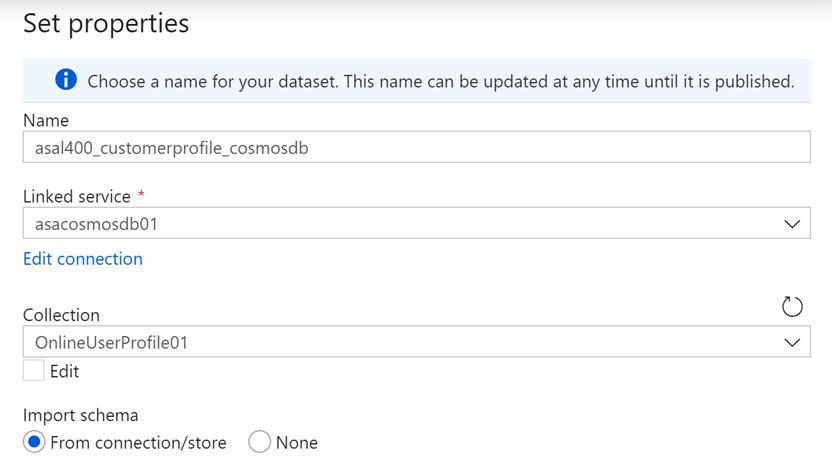 Set properties
Choose a name for your dataset. This name can be updated at any time until it is published.
Name
asal400_customerprofile_cosmosdb
Linked service *
asacosmosdb01
Edit connection
Collection
OnlineUserProfile01
Edit
Import schema
From connection/store None